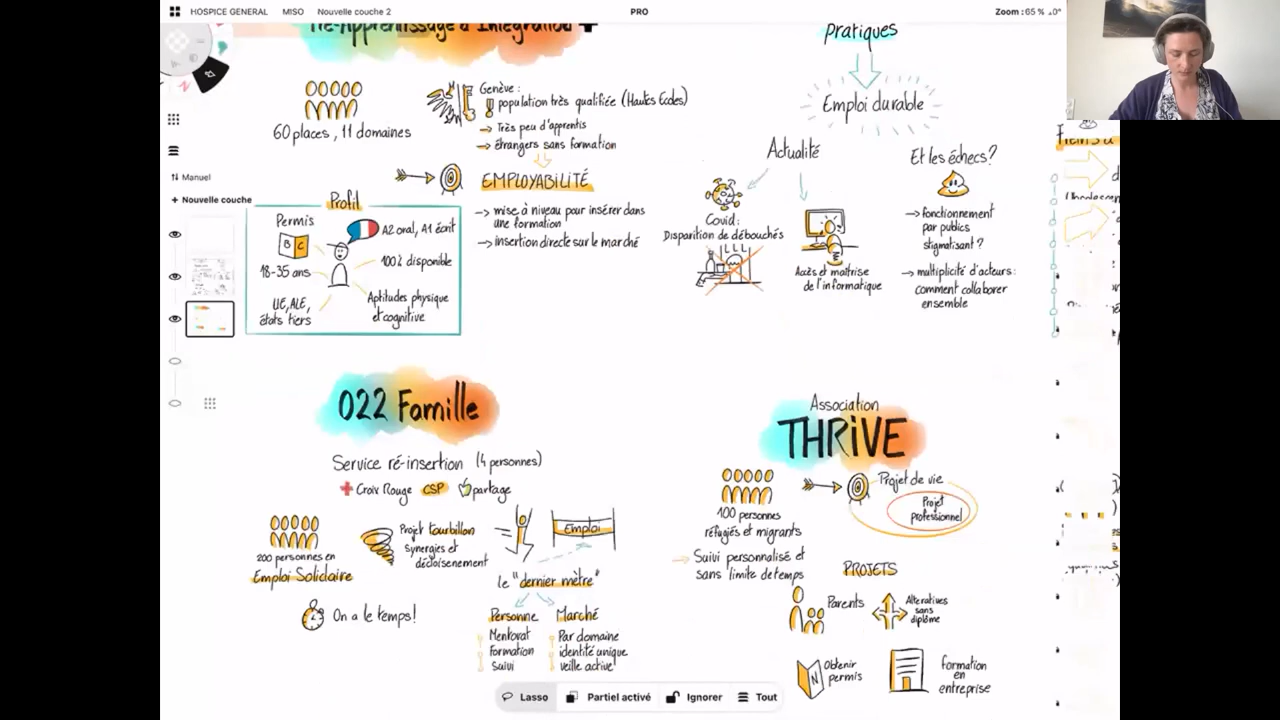 HOSPICE GENERAL
MISO
Nouvelle couche 2
PRO
Zoom : 65 % 0°
Manuel
+ Nouvelle couche
Pré-Apprentissage d'Intégration +
60 places, 11 domaines
Genève :
population très qualifiée (Hautes Ecoles)
→ Très peu d'apprentis
→ étrangers sans formation
EMPLOYABILITÉ
→ mise à niveau pour insérer dans
une formation
→ insertion directe sur le marché
Profil
Permis
B C
A2 oral, A1 écrit
18-35 ans
100% disponible
UE, ALE,
états tiers
Aptitudes physique
et cognitive
pratiques
Emploi durable
Actualité
Covid :
Disparition de débouchés
Accès et maîtrise
de l'informatique
Et les échecs?
→ fonctionnement
par publics
stigmatisant ?
→ multiplicité d'acteurs :
comment collaborer
ensemble
022 Famille
Service ré-insertion (4 personnes)
Croix Rouge CSP partage
200 personnes en
Emploi Solidaire
Projet tourbillon
Synergies et
décloisonement
Emploi
le "dernier mètre"
Personne
Mentorat
Formation
Suivi
Marché
Par domaine
identité unique
veille active
On a le temps!
Association
THRiVE
100 personnes
réfugiés et migrants
Projet de vie
Projet
professionnel
→ Suivi personnalisé et
sans limite de temps
PROJETS
Parents
Alternatives
sans
diplôme
N
Obtenir
permis
formation
en
entreprise
Lasso
Partiel activé
Ignorer
Tout